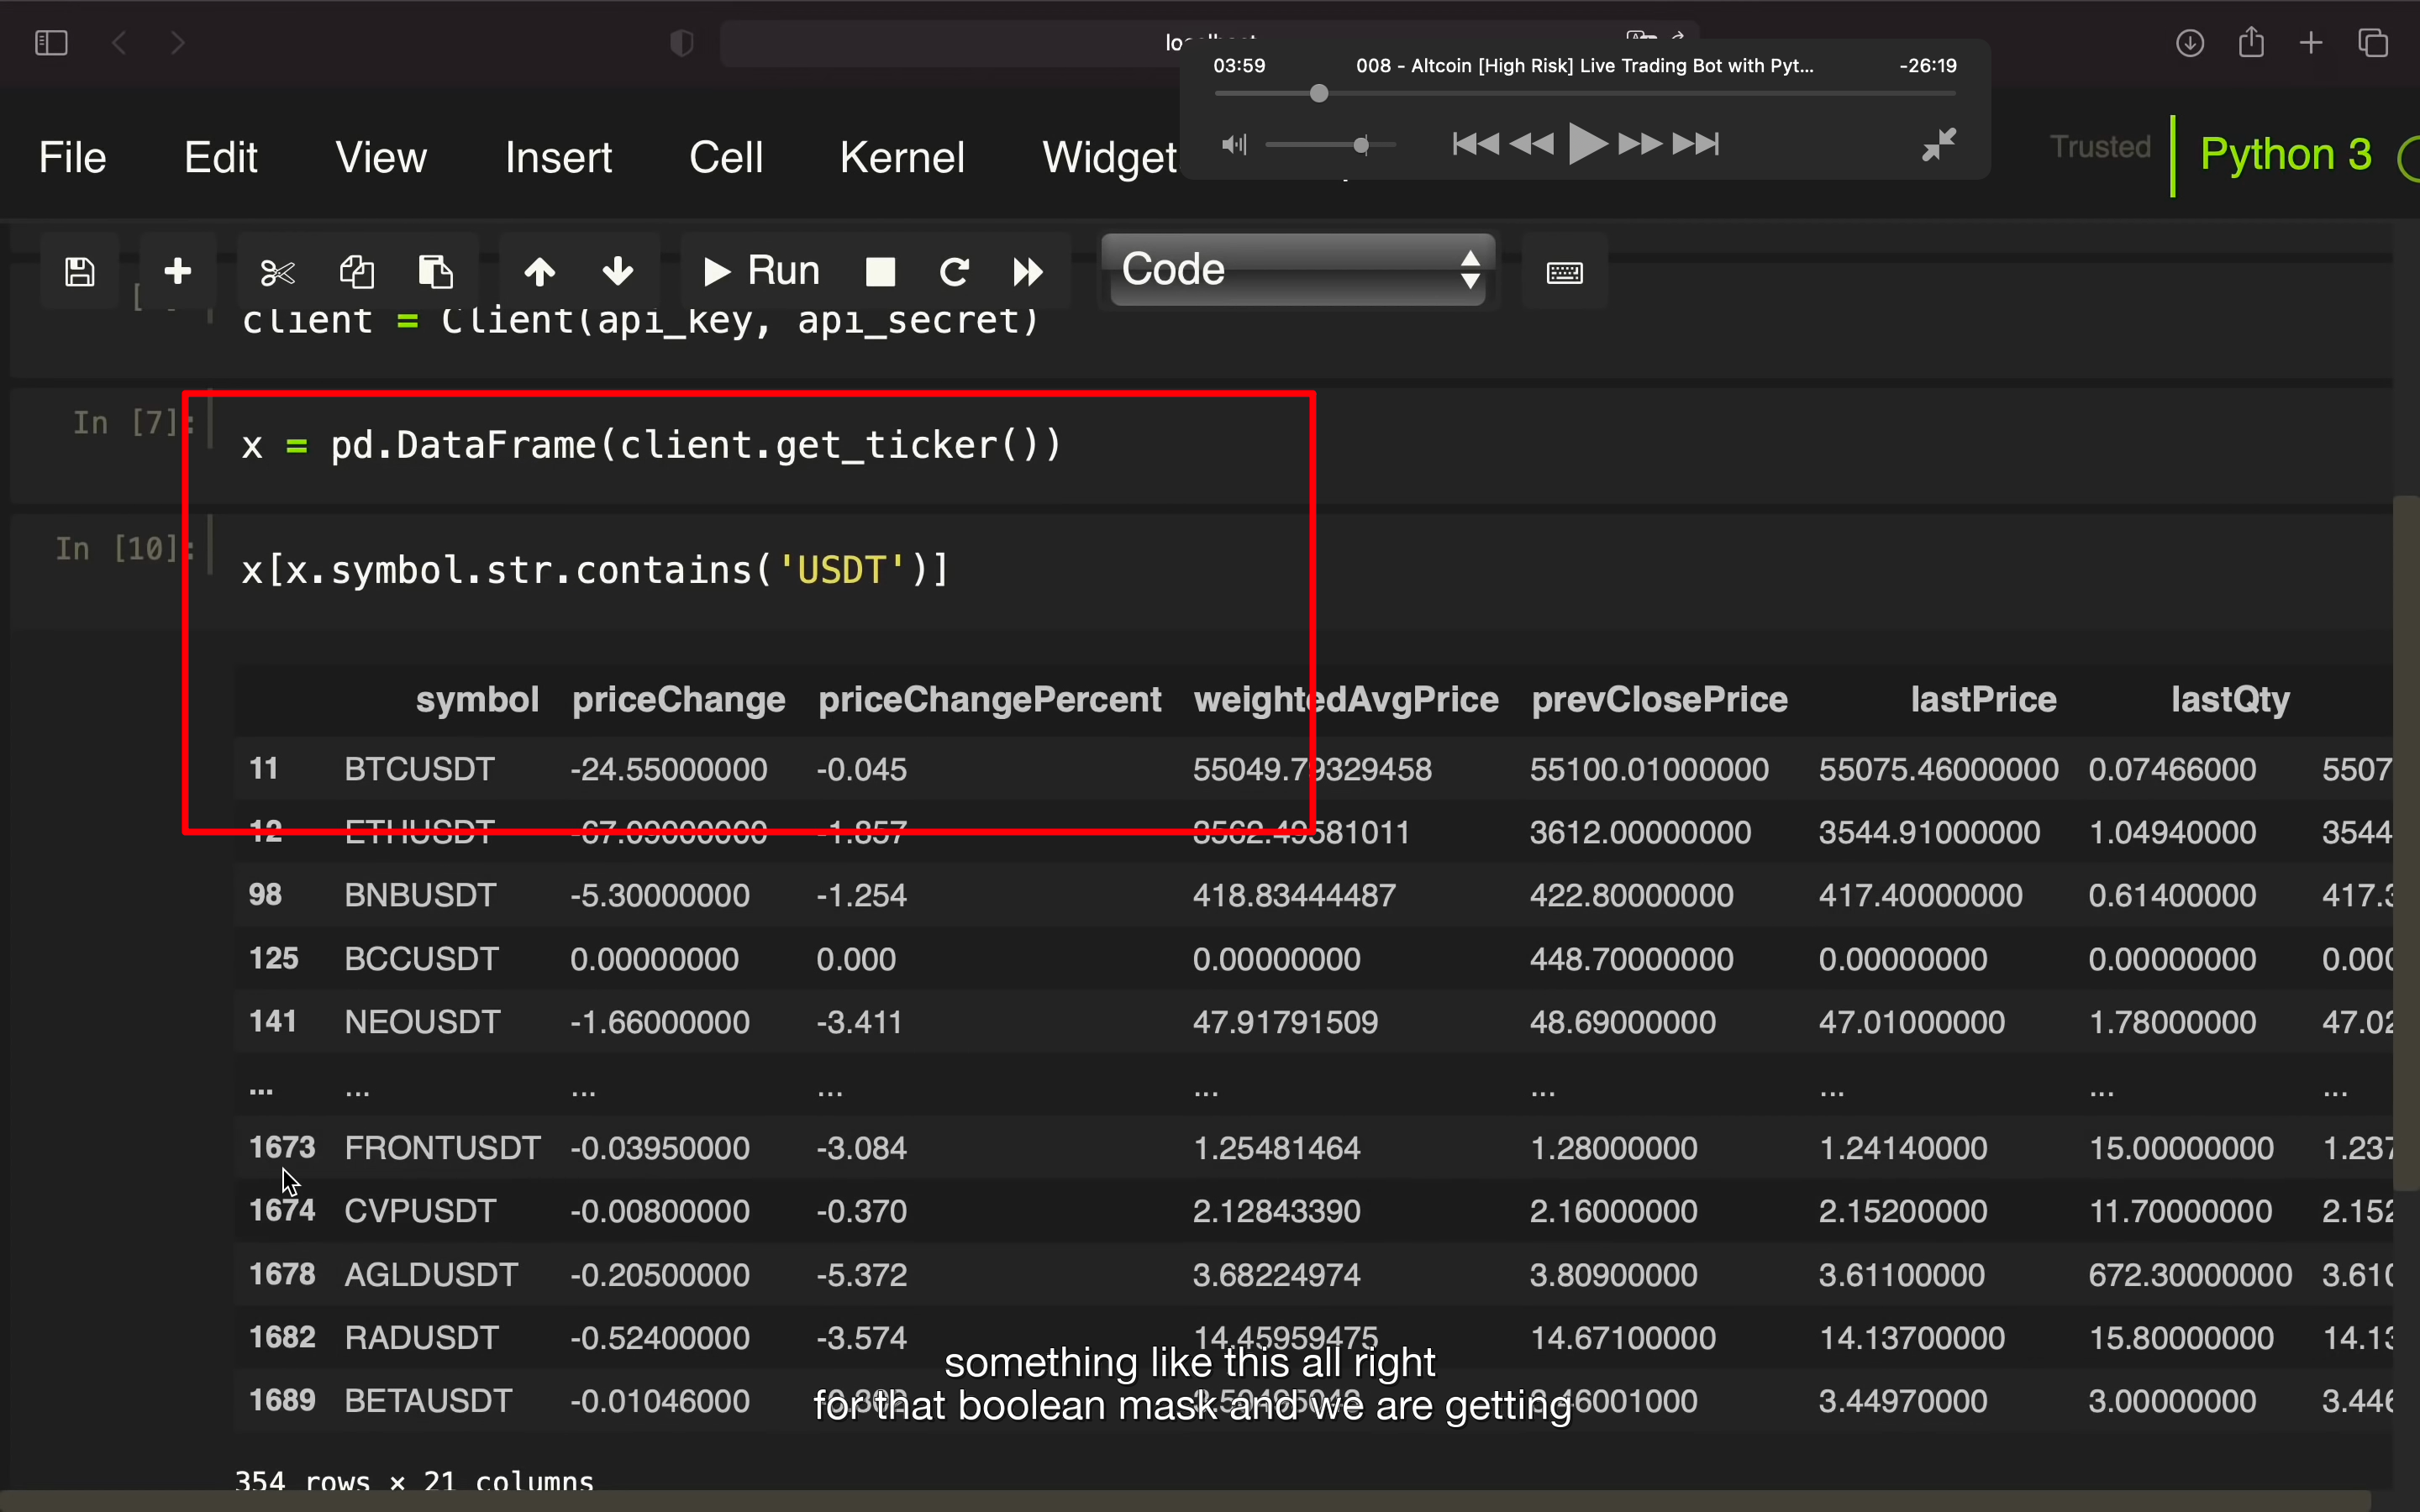 03:59 008 - Altcoin [High Risk] Live Trading Bot with Pyt... -26:19
File Edit View Insert Cell Kernel Widget Trusted Python 3
Run Code
client = Client(api_key, api_secret)
In [7]: x = pd.DataFrame(client.get_ticker())
In [10]: x[x.symbol.str.contains('USDT')]
symbol priceChange priceChangePercent weightedAvgPrice prevClosePrice lastPrice lastQty
11 BTCUSDT -24.55000000 -0.045 55049.79329458 55100.01000000 55075.46000000 0.07466000 5507
12 ETHUSDT -67.09000000 -1.857 3562.49581011 3612.00000000 3544.91000000 1.04940000 3544
98 BNBUSDT -5.30000000 -1.254 418.83444487 422.80000000 417.40000000 0.61400000 417.3
125 BCCUSDT 0.00000000 0.000 0.00000000 448.70000000 0.00000000 0.00000000 0.000
141 NEOUSDT -1.66000000 -3.411 47.91791509 48.69000000 47.01000000 1.78000000 47.02
... ... ... ... ... ... ... ... ...
1673 FRONTUSDT -0.03950000 -3.084 1.25481464 1.28000000 1.24140000 15.00000000 1.237
1674 CVPUSDT -0.00800000 -0.370 2.12843390 2.16000000 2.15200000 11.70000000 2.152
1678 AGLDUSDT -0.20500000 -5.372 3.68224974 3.80900000 3.61100000 672.30000000 3.610
1682 RADUSDT -0.52400000 -3.574 14.45959475 14.67100000 14.13700000 15.80000000 14.13
something like this all right
1689 BETAUSDT -0.01046000 3.44970000 3.00000000 3.446
for that boolean mask and we are getting
354 rows × 21 columns